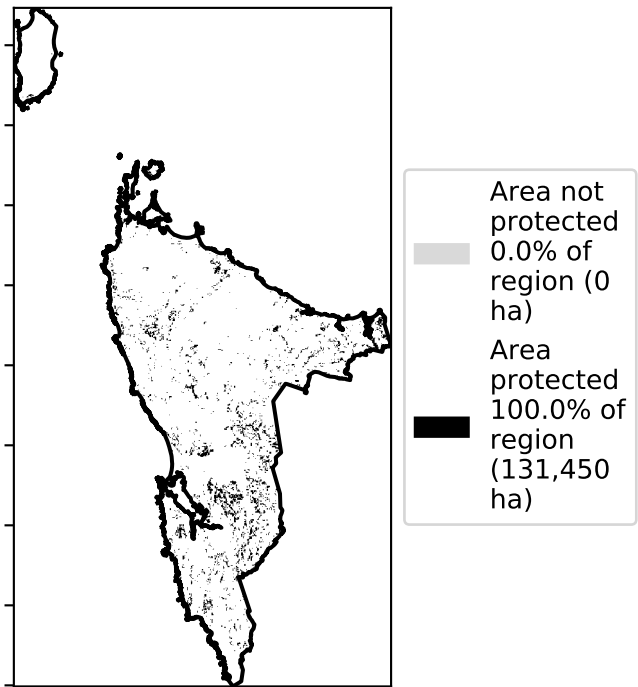 Area not
protected
0.0% of
region (0
ha)
Area
protected
100.0% of
region
(131,450
ha)